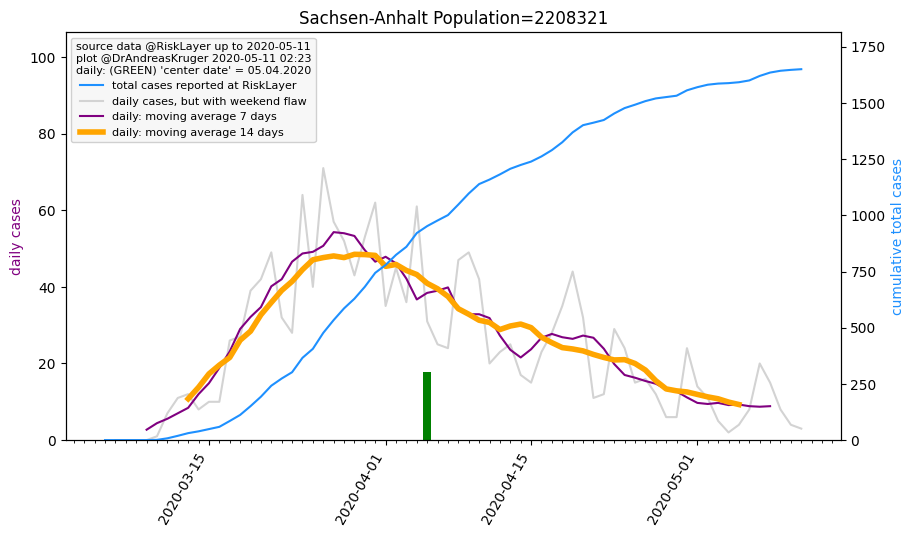 Sachsen-Anhalt Population=2208321
source data @RiskLayer up to 2020-05-11
plot @DrAndreasKruger 2020-05-11 02:23
daily: (GREEN) 'center date' = 05.04.2020
total cases reported at RiskLayer
daily cases, but with weekend flaw
daily: moving average 7 days
daily: moving average 14 days
daily cases
100
80
60
40
20
0
cumulative total cases
1750
1500
1250
1000
750
500
250
0
2020-03-15
2020-04-01
2020-04-15
2020-05-01